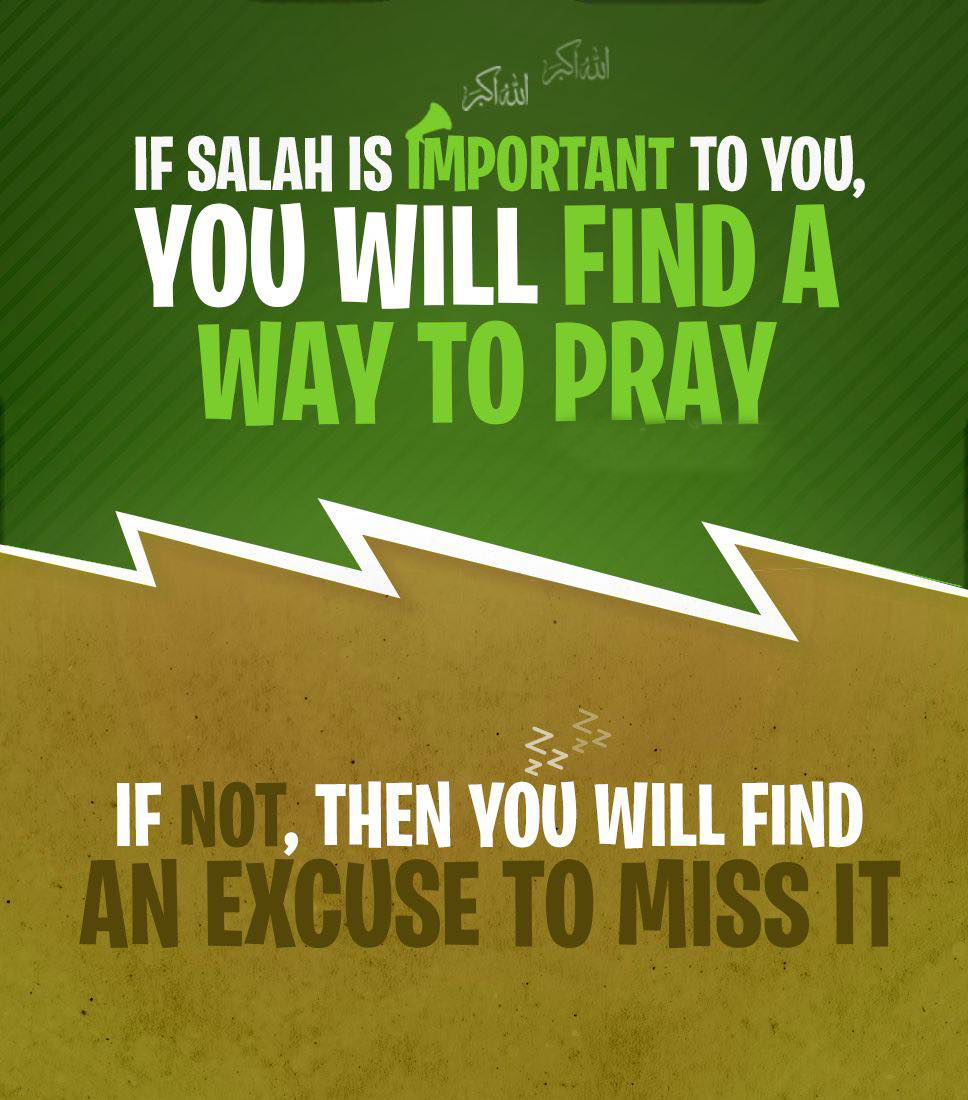 الله اكبر
الله اكبر
IF SALAH IS IMPORTANT TO YOU,
YOU WILL FIND A
WAY TO PRAY
Z Z
Z Z Z Z
IF NOT, THEN YOU WILL FIND
AN EXCUSE TO MISS IT